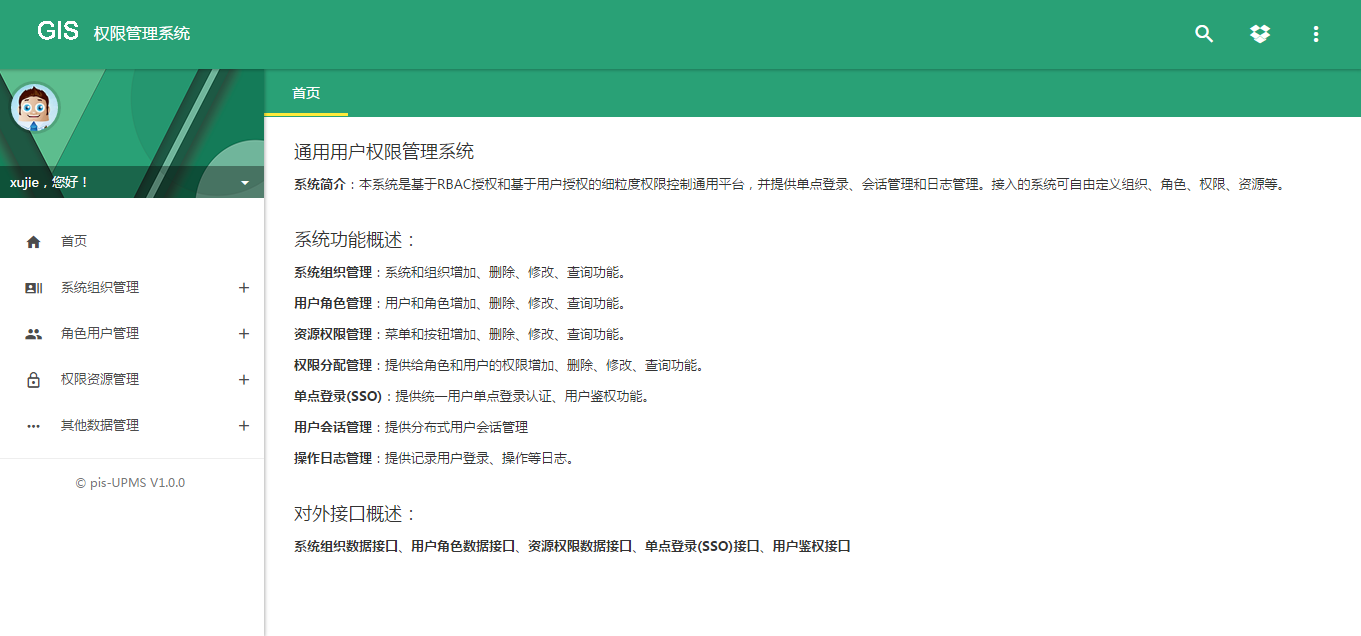 GIS 权限管理系统
xujie，您好！
首页
系统组织管理
角色用户管理
权限资源管理
其他数据管理
© pis-UPMS V1.0.0
首页
通用用户权限管理系统
系统简介：本系统是基于RBAC授权和基于用户授权的细粒度权限控制通用平台，并提供单点登录、会话管理和日志管理。接入的系统可自由定义组织、角色、权限、资源等。
系统功能概述：
系统组织管理：系统和组织增加、删除、修改、查询功能。
用户角色管理：用户和角色增加、删除、修改、查询功能。
资源权限管理：菜单和按钮增加、删除、修改、查询功能。
权限分配管理：提供给角色和用户的权限增加、删除、修改、查询功能。
单点登录(SSO)：提供统一用户单点登录认证、用户鉴权功能。
用户会话管理：提供分布式用户会话管理
操作日志管理：提供记录用户登录、操作等日志。
对外接口概述：
系统组织数据接口、用户角色数据接口、资源权限数据接口、单点登录(SSO)接口、用户鉴权接口